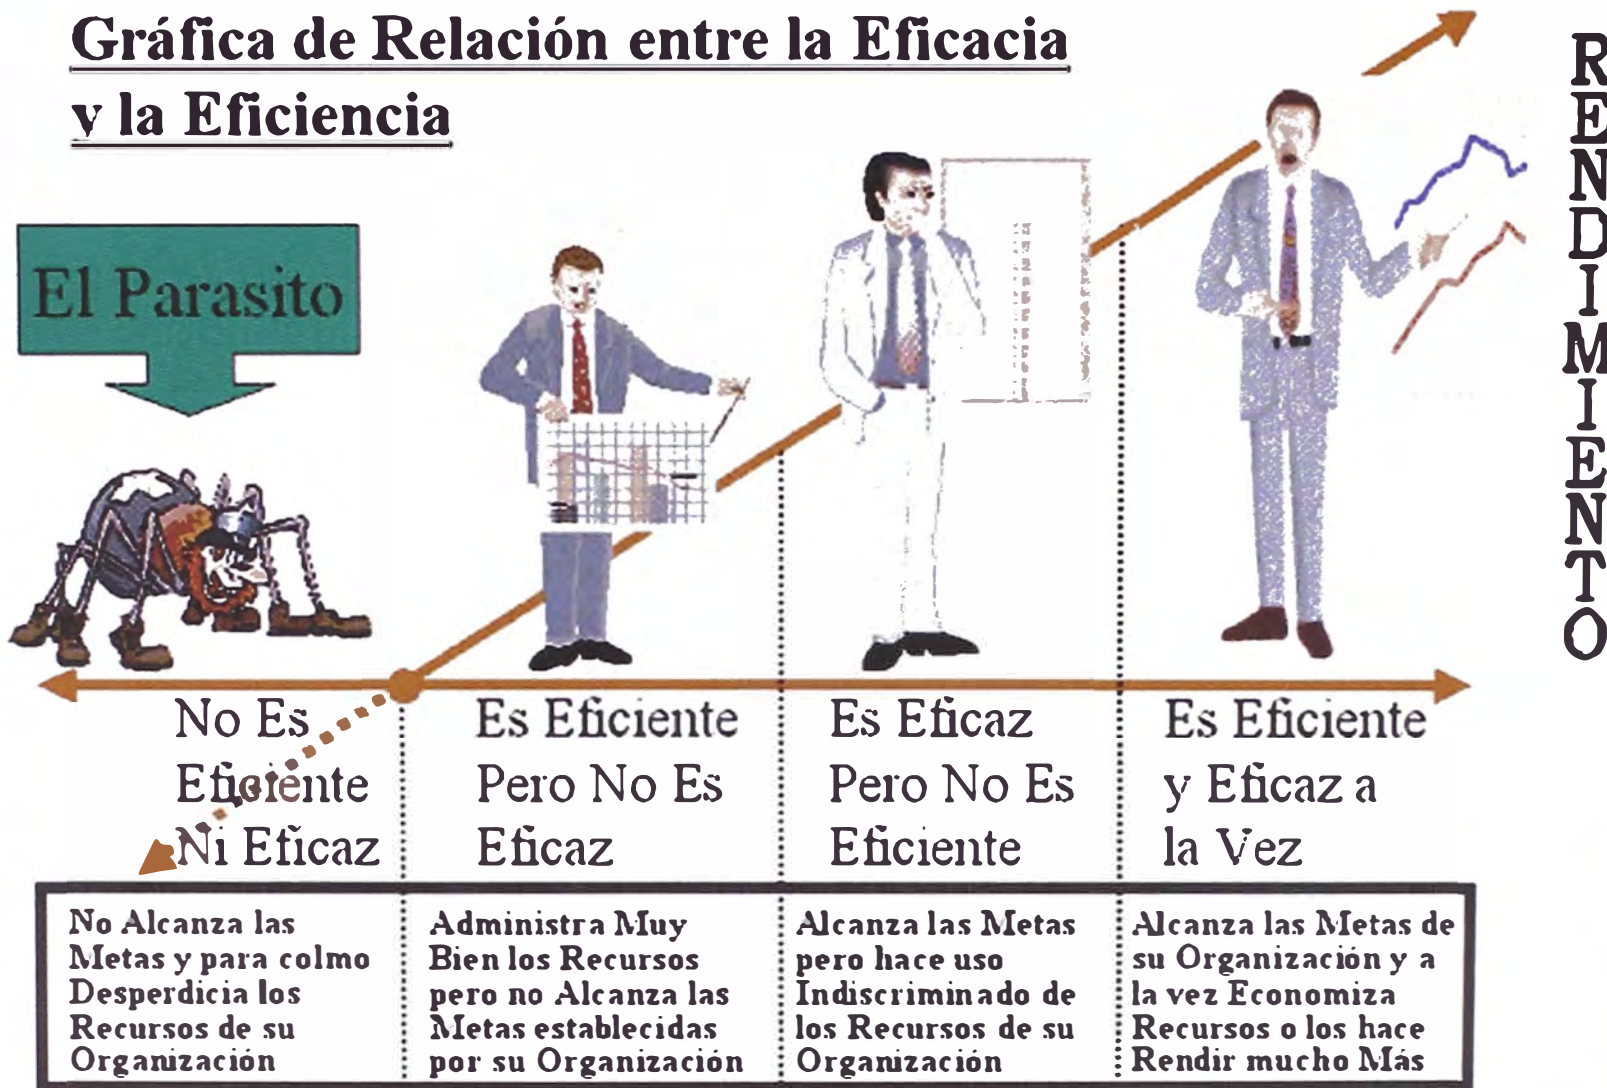 Gráfica de Relación entre la Eficacia
y la Eficiencia
El Parasito
RENDIMIENTO
No Es
Eficiente
Ni Eficaz
Es Eficiente
Pero No Es
Eficaz
Es Eficaz
Pero No Es
Eficiente
Es Eficiente
y Eficaz a
la Vez
No Alcanza las
Metas y para colmo
Desperdicia los
Recursos de su
Organización
Administra Muy
Bien los Recursos
pero no Alcanza las
Metas establecidas
por su Organización
Alcanza las Metas
pero hace uso
Indiscriminado de
los Recursos de su
Organización
Alcanza las Metas de
su Organización y a
la vez Economiza
Recursos o los hace
Rendir mucho Más